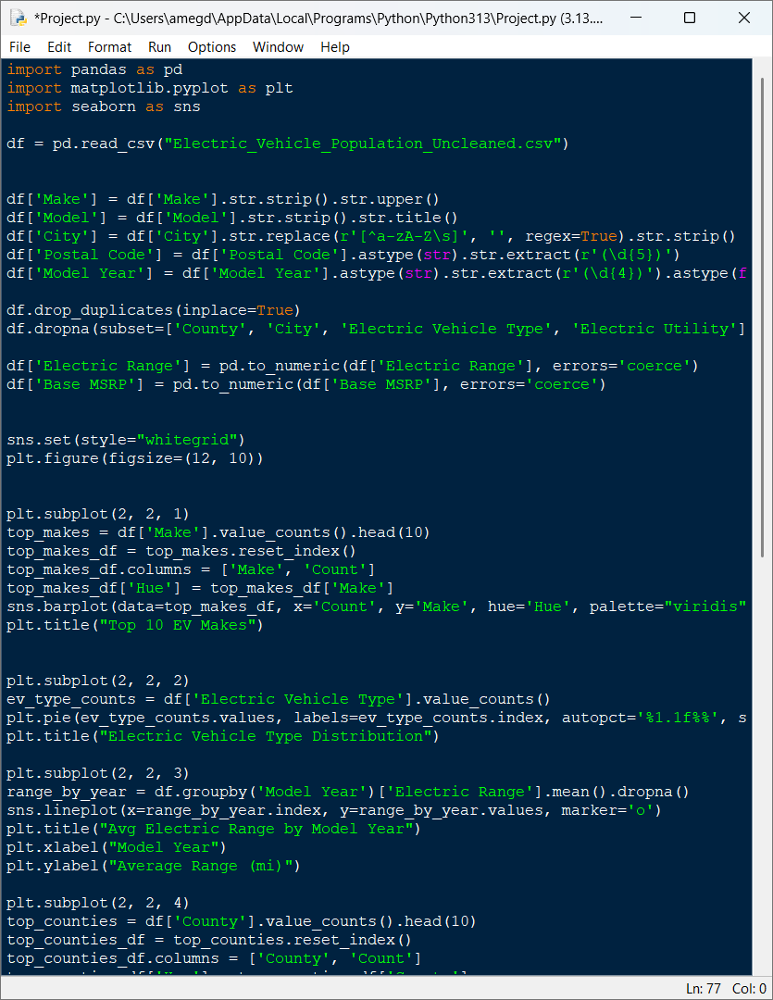 *Project.py - C:\Users\amegd\AppData\Local\Programs\Python\Python313\Project.py (3.13....
File Edit Format Run Options Window Help
import pandas as pd
import matplotlib.pyplot as plt
import seaborn as sns
df = pd.read_csv("Electric_Vehicle_Population_Uncleaned.csv")
df['Make'] = df['Make'].str.strip().str.upper()
df['Model'] = df['Model'].str.strip().str.title()
df['City'] = df['City'].str.replace(r'[^a-zA-Z\s]', '', regex=True).str.strip()
df['Postal Code'] = df['Postal Code'].astype(str).str.extract(r'(\d{5})')
df['Model Year'] = df['Model Year'].astype(str).str.extract(r'(\d{4})').astype(f
df.drop_duplicates(inplace=True)
df.dropna(subset=['County', 'City', 'Electric Vehicle Type', 'Electric Utility']
df['Electric Range'] = pd.to_numeric(df['Electric Range'], errors='coerce')
df['Base MSRP'] = pd.to_numeric(df['Base MSRP'], errors='coerce')
sns.set(style="whitegrid")
plt.figure(figsize=(12, 10))
plt.subplot(2, 2, 1)
top_makes = df['Make'].value_counts().head(10)
top_makes_df = top_makes.reset_index()
top_makes_df.columns = ['Make', 'Count']
top_makes_df['Hue'] = top_makes_df['Make']
sns.barplot(data=top_makes_df, x='Count', y='Make', hue='Hue', palette="viridis"
plt.title("Top 10 EV Makes")
plt.subplot(2, 2, 2)
ev_type_counts = df['Electric Vehicle Type'].value_counts()
plt.pie(ev_type_counts.values, labels=ev_type_counts.index, autopct='%1.1f%%', s
plt.title("Electric Vehicle Type Distribution")
plt.subplot(2, 2, 3)
range_by_year = df.groupby('Model Year')['Electric Range'].mean().dropna()
sns.lineplot(x=range_by_year.index, y=range_by_year.values, marker='o')
plt.title("Avg Electric Range by Model Year")
plt.xlabel("Model Year")
plt.ylabel("Average Range (mi)")
plt.subplot(2, 2, 4)
top_counties = df['County'].value_counts().head(10)
top_counties_df = top_counties.reset_index()
top_counties_df.columns = ['County', 'Count']
Ln: 77 Col: 0